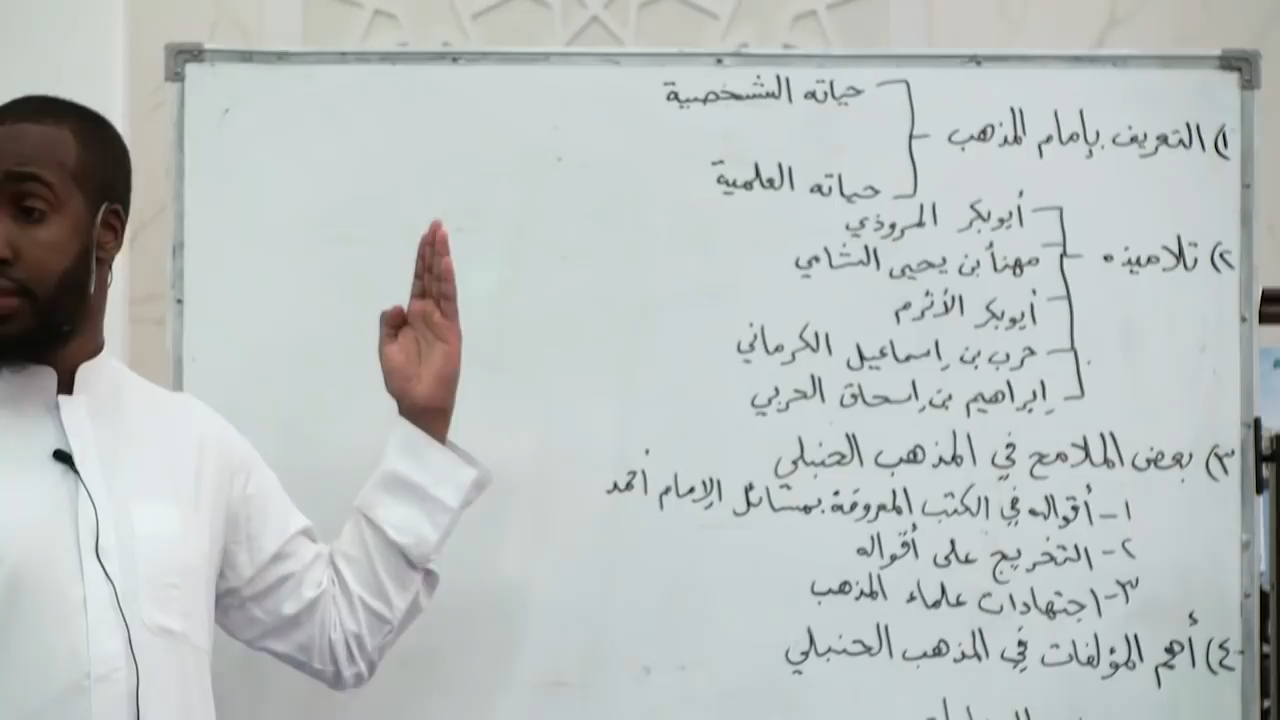 ١) التعريف بإمام المذهب
حياته الشخصية
حياته العلمية
٢) تلاميذه
أبوبكر المروذي
مهنأ بن يحيى الشامي
أبوبكر الأثرم
حرب بن إسماعيل الكرماني
إبراهيم بن إسحاق الحربي
٣) بعض الملامح في المذهب الحنبلي
١- أقواله في الكتب المعروفة بمسائل الإمام أحمد
٢- التخريج على أقواله
٣- اجتهادات علماء المذهب
٤) أهم المؤلفات في المذهب الحنبلي